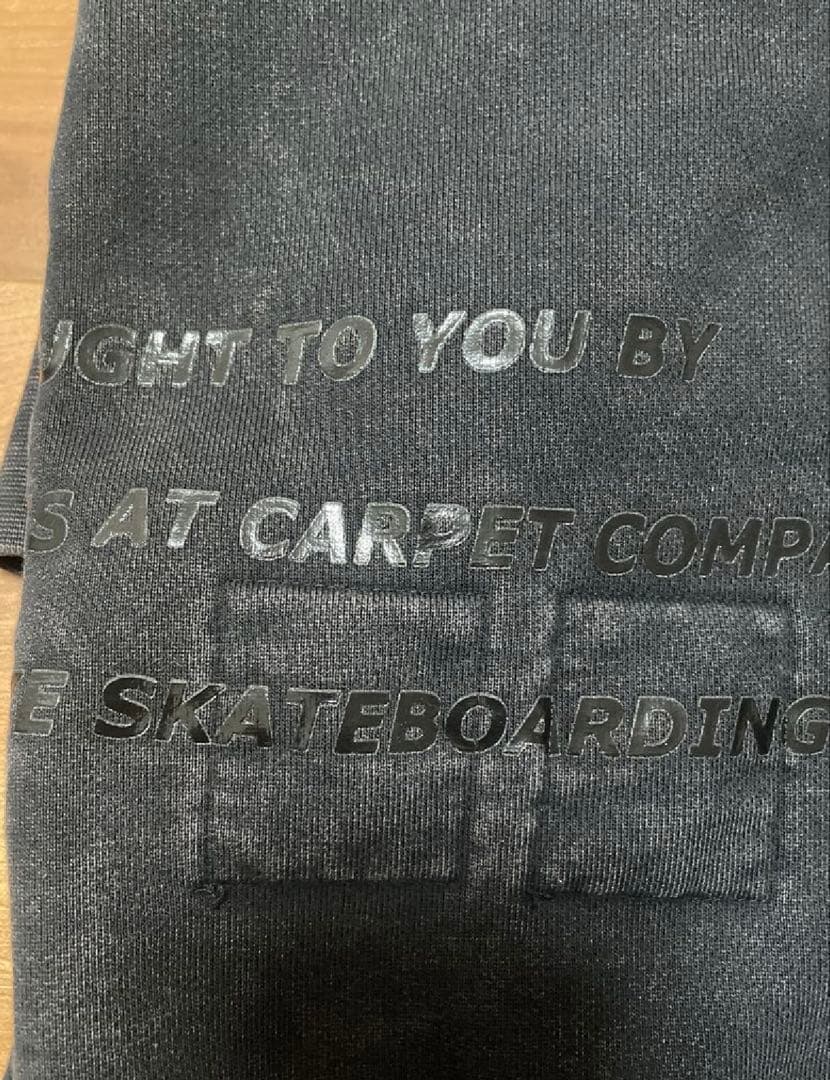 UGHT TO YOU BY
S AT CARPET COMPA
E SKATEBOARDING